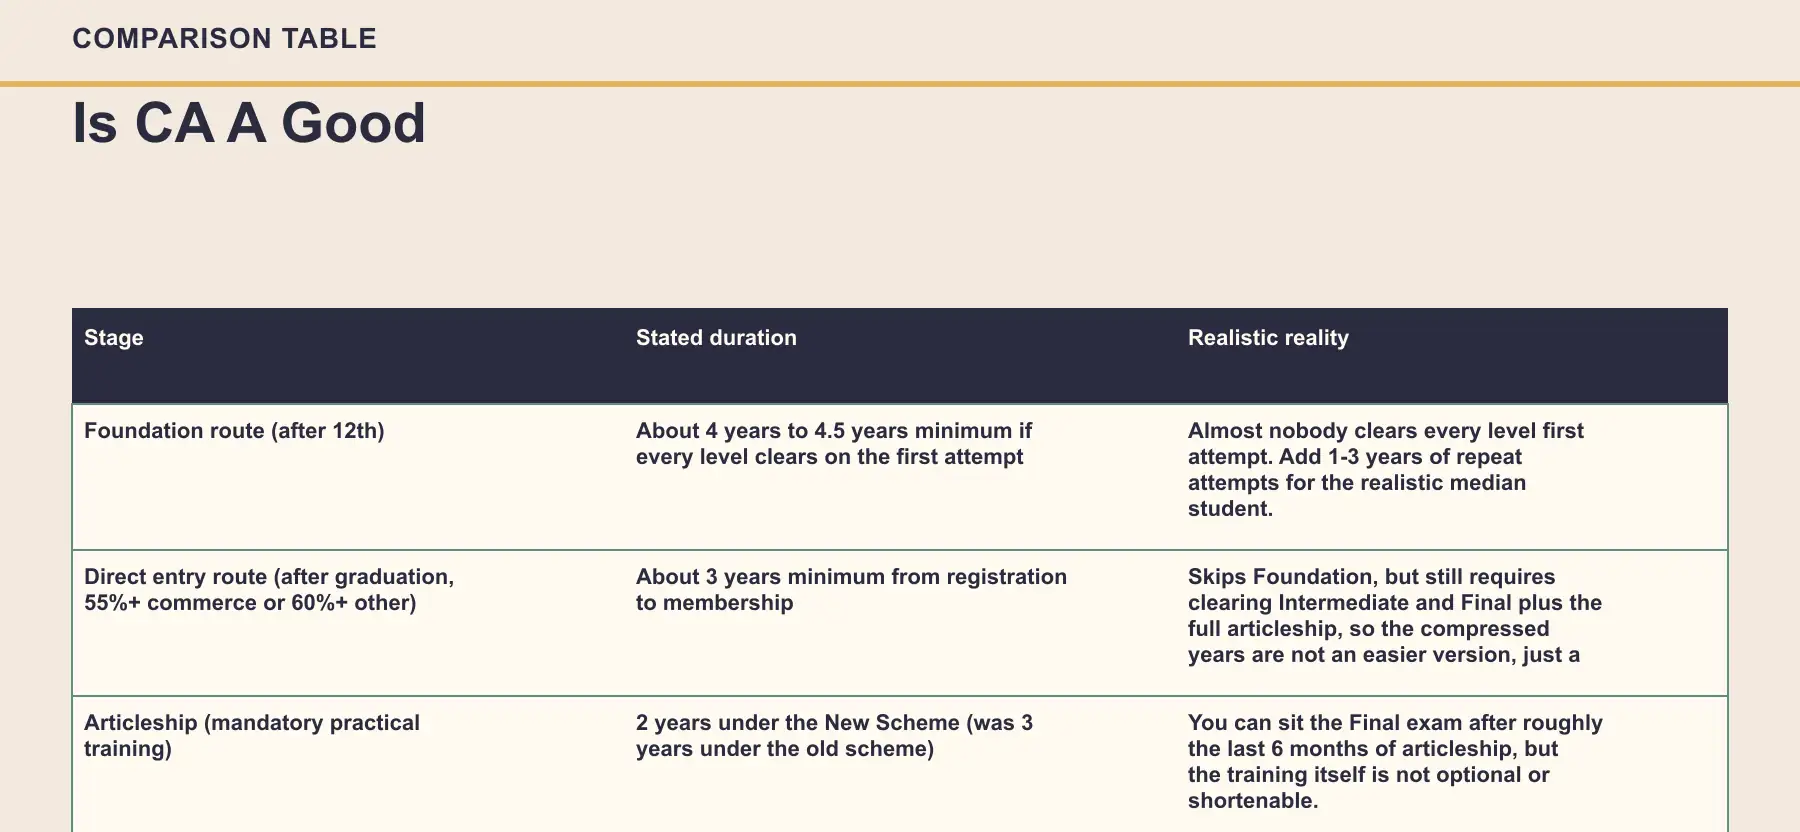 COMPARISON TABLE
Is CA A Good
Stage
Stated duration
Realistic reality
Foundation route (after 12th)
About 4 years to 4.5 years minimum if
every level clears on the first attempt
Almost nobody clears every level first
attempt. Add 1-3 years of repeat
attempts for the realistic median
student.
Direct entry route (after graduation,
55%+ commerce or 60%+ other)
About 3 years minimum from registration
to membership
Skips Foundation, but still requires
clearing Intermediate and Final plus the
full articleship, so the compressed
years are not an easier version, just a
Articleship (mandatory practical
training)
2 years under the New Scheme (was 3
years under the old scheme)
You can sit the Final exam after roughly
the last 6 months of articleship, but
the training itself is not optional or
shortenable.